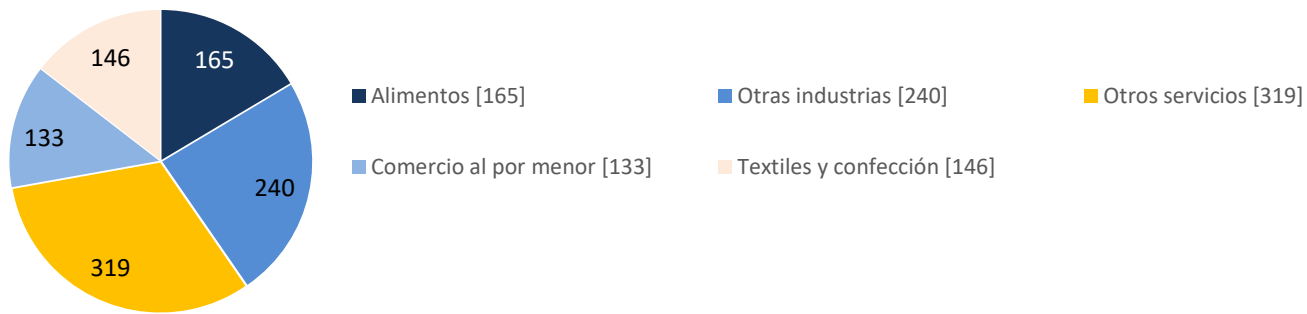 146
165
133
240
319
Alimentos [165]
Otras industrias [240]
Otros servicios [319]
Comercio al por menor [133]
Textiles y confección [146]